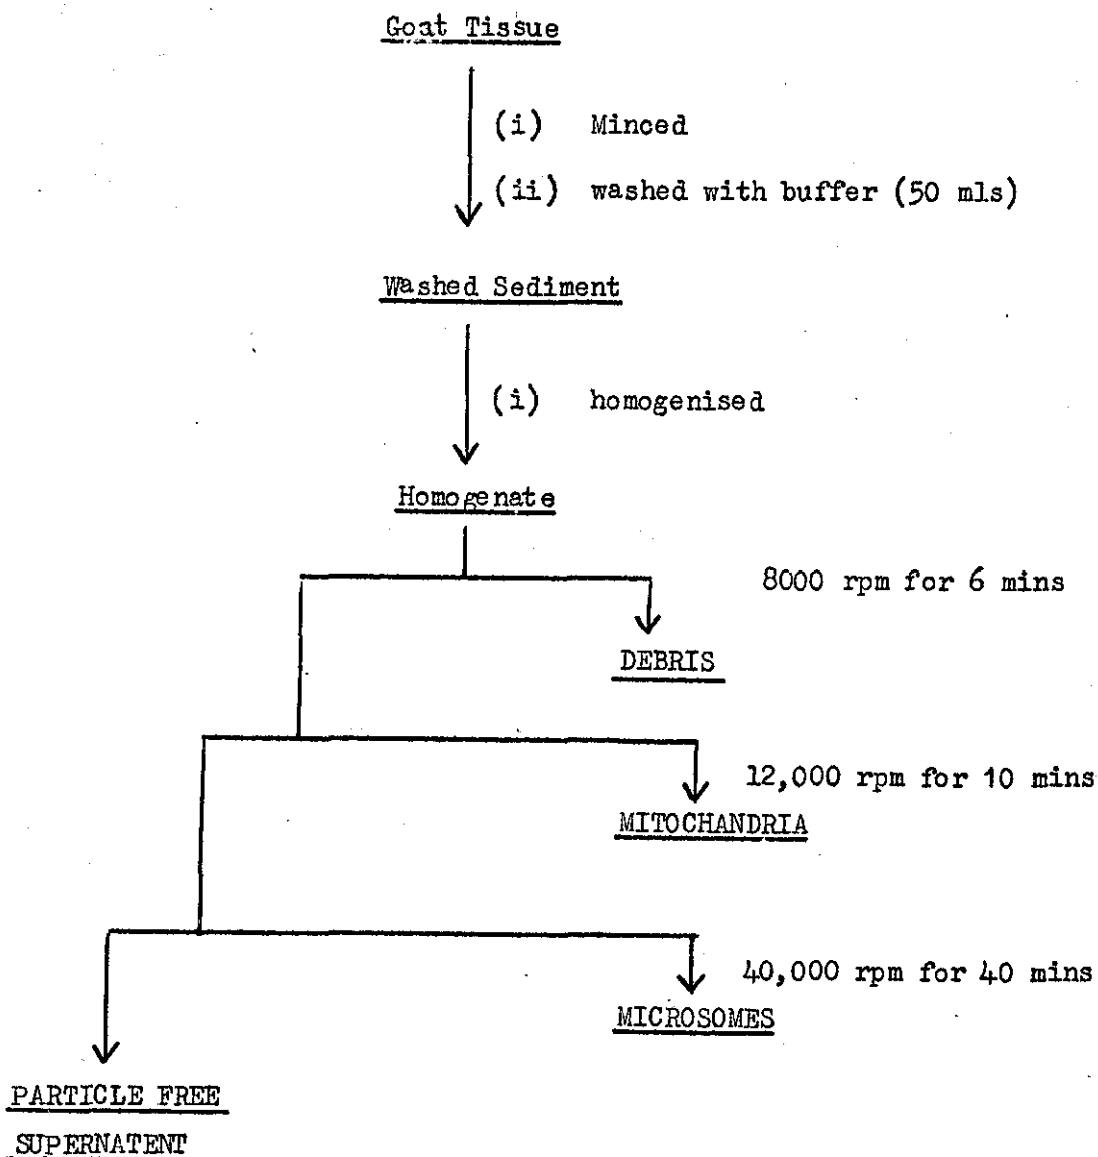 Goat Tissue
(i) Minced
(ii) washed with buffer (50 mls)
Washed Sediment
(i) homogenised
Homogenate
8000 rpm for 6 mins
DEBRIS
12,000 rpm for 10 mins
MITOCHANDRIA
40,000 rpm for 40 mins
MICROSOMES
PARTICLE FREE
SUPERNATENT